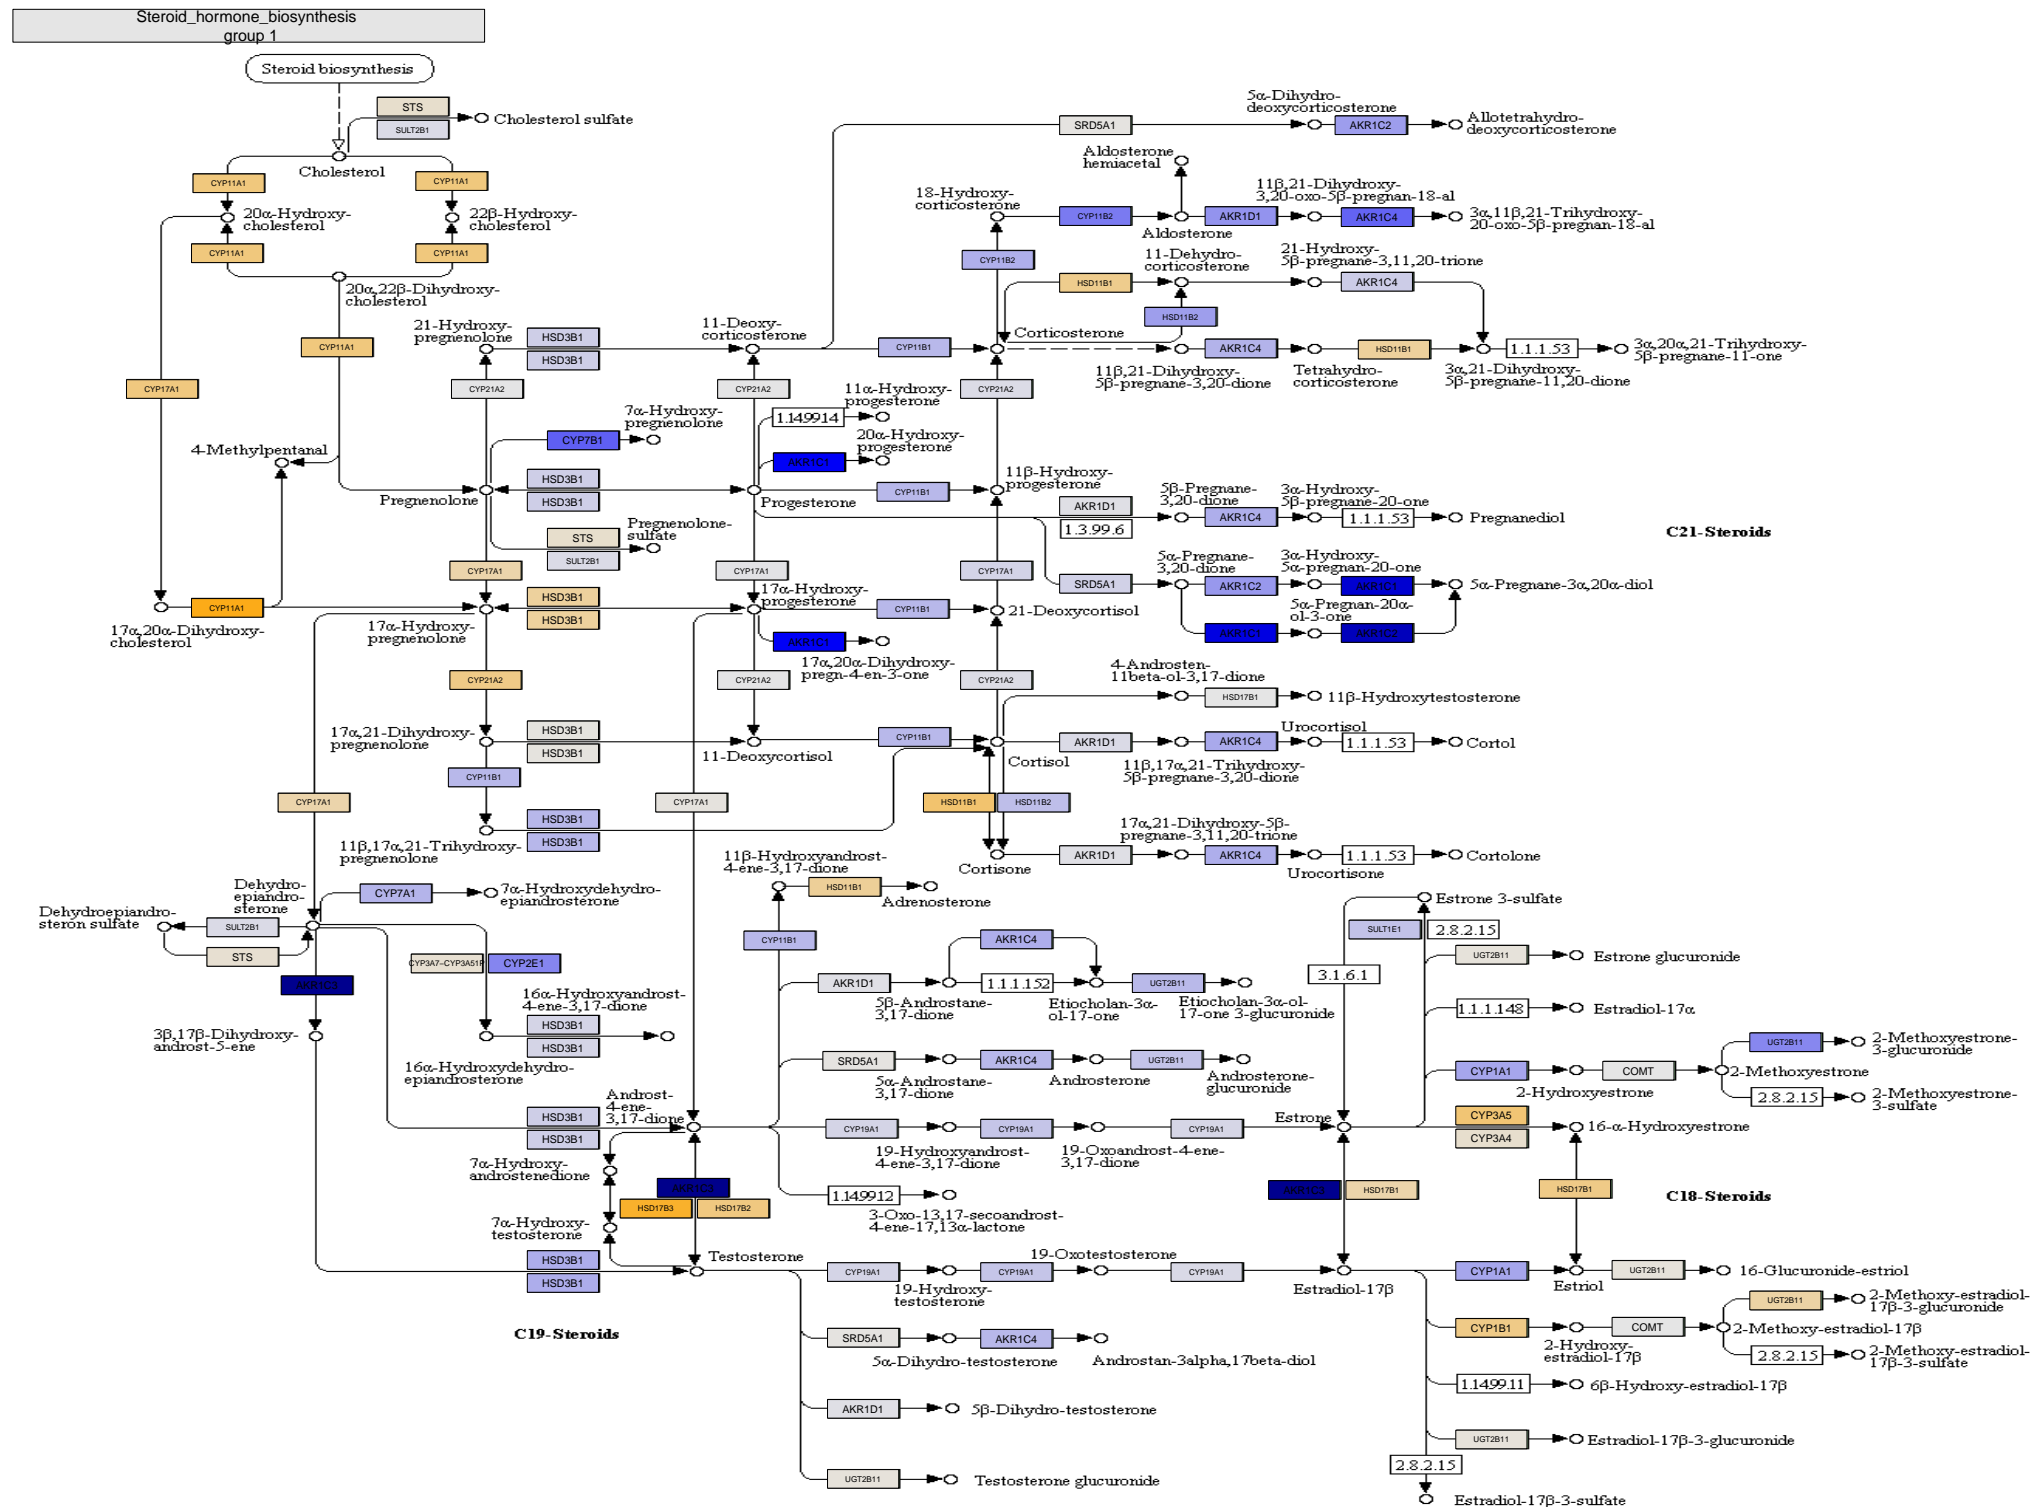 Steroid_hormone_biosynthesis
group 1
Steroid biosynthesis
STS
SULT2B1
Cholesterol sulfate
Cholesterol
CYP11A1
CYP11A1
20α-Hydroxy-
cholesterol
22β-Hydroxy-
cholesterol
CYP11A1
CYP11A1
20α,22β-Dihydroxy-
cholesterol
CYP11A1
CYP17A1
4-Methylpentanal
Pregnenolone
CYP11A1
17α,20α-Dihydroxy-
cholesterol
21-Hydroxy-
pregnenolone
HSD3B1
HSD3B1
11-Deoxy-
corticosterone
CYP21A2
7α-Hydroxy-
pregnenolone
CYP7B1
HSD3B1
HSD3B1
Pregnenolone-
sulfate
STS
SULT2B1
CYP17A1
HSD3B1
HSD3B1
17α-Hydroxy-
pregnenolone
CYP21A2
17α,21-Dihydroxy-
pregnenolone
HSD3B1
HSD3B1
CYP11B1
HSD3B1
HSD3B1
11β,17α,21-Trihydroxy-
pregnenolone
CYP17A1
SRD5A1
5α-Dihydro-
deoxycorticosterone
AKR1C2
Allotetrahydro-
deoxycorticosterone
Aldosterone
hemiacetal
18-Hydroxy-
corticosterone
CYP11B2
Aldosterone
AKR1D1
11β,21-Dihydroxy-
3,20-oxo-5β-pregnan-18-al
AKR1C4
3α,11β,21-Trihydroxy-
20-oxo-5β-pregnan-18-al
CYP11B2
11-Dehydro-
corticosterone
HSD11B1
21-Hydroxy-
5β-pregnane-3,11,20-trione
AKR1C4
HSD11B2
Corticosterone
CYP11B1
AKR1C4
HSD11B1
1.1.1.53
3α,20α,21-Trihydroxy-
5β-pregnane-11-one
11β,21-Dihydroxy-
5β-pregnane-3,20-dione
Tetrahydro-
corticosterone
3α,21-Dihydroxy-
5β-pregnane-11,20-dione
CYP21A2
CYP21A2
11α-Hydroxy-
progesterone
1.14.99.14
20α-Hydroxy-
progesterone
AKR1C1
Progesterone
CYP11B1
11β-Hydroxy-
progesterone
AKR1D1
1.3.99.6
5β-Pregnane-
3,20-dione
AKR1C4
3α-Hydroxy-
5β-pregnane-20-one
1.1.1.53
Pregnanediol
C21-Steroids
CYP17A1
CYP17A1
SRD5A1
5α-Pregnane-
3,20-dione
AKR1C2
3α-Hydroxy-
5α-pregnan-20-one
AKR1C1
5α-Pregnane-3α,20α-diol
5α-Pregnan-20α-
ol-3-one
AKR1C1
AKR1C2
17α-Hydroxy-
progesterone
CYP11B1
21-Deoxycortisol
AKR1C1
17α,20α-Dihydroxy-
pregn-4-en-3-one
CYP21A2
CYP21A2
4-Androsten-
11beta-ol-3,17-dione
HSD17B1
11β-Hydroxytestosterone
11-Deoxycortisol
CYP11B1
Cortisol
AKR1D1
11β,17α,21-Trihydroxy-
5β-pregnane-3,20-dione
AKR1C4
Urocortisol
1.1.1.53
Cortol
CYP17A1
HSD11B1
HSD11B2
Cortisone
AKR1D1
17α,21-Dihydroxy-5β-
pregnane-3,11,20-trione
AKR1C4
Urocortisone
1.1.1.53
Cortolone
Dehydro-
epiandro-
sterone
CYP7A1
7α-Hydroxydehydro-
epiandrosterone
Dehydroepiandro-
steron sulfate
SULT2B1
STS
AKR1C3
CYP2E1
16α-Hydroxyandrost-
4-ene-3,17-dione
HSD3B1
HSD3B1
16α-Hydroxydehydro-
epiandrosterone
3β,17β-Dihydroxy-
androst-5-ene
HSD3B1
HSD3B1
Androst-
4-ene-
3,17-dione
7α-Hydroxy-
androstenedione
AKR1C3
HSD17B3
HSD17B2
7α-Hydroxy-
testosterone
HSD3B1
HSD3B1
Testosterone
C19-Steroids
11β-Hydroxyandrost-
4-ene-3,17-dione
HSD11B1
Adrenosterone
CYP11B1
AKR1C4
AKR1D1
5β-Androstane-
3,17-dione
1.1.1.152
Etiocholan-3α-
ol-17-one
UGT2B11
Etiocholan-3α-ol-
17-one 3-glucuronide
SRD5A1
5α-Androstane-
3,17-dione
AKR1C4
Androsterone
UGT2B11
Androsterone-
glucuronide
CYP19A1
19-Hydroxyandrost-
4-ene-3,17-dione
CYP19A1
19-Oxoandrost-4-ene-
3,17-dione
CYP19A1
Estrone
1.14.99.12
3-Oxo-13,17-secoandrost-
4-ene-17,13α-lactone
CYP19A1
19-Hydroxy-
testosterone
CYP19A1
19-Oxotestosterone
CYP19A1
Estradiol-17β
SRD5A1
5α-Dihydro-testosterone
AKR1C4
Androstan-3alpha,17beta-diol
AKR1D1
5β-Dihydro-testosterone
UGT2B11
Testosterone glucuronide
Estrone 3-sulfate
SULT1E1
2.8.2.15
3.1.6.1
UGT2B11
Estrone glucuronide
1.1.1.148
Estradiol-17α
CYP1A1
2-Hydroxyestrone
COMT
2-Methoxyestrone
UGT2B11
2-Methoxyestrone-
3-glucuronide
2.8.2.15
2-Methoxyestrone-
3-sulfate
CYP3A5
CYP3A4
16-α-Hydroxyestrone
AKR1C3
HSD17B1
HSD17B1
C18-Steroids
CYP1A1
Estriol
UGT2B11
16-Glucuronide-estriol
CYP1B1
2-Hydroxy-
estradiol-17β
COMT
2-Methoxy-estradiol-17β
UGT2B11
2-Methoxy-estradiol-
17β-3-glucuronide
2.8.2.15
2-Methoxy-estradiol-
17β-3-sulfate
1.14.99.11
6β-Hydroxy-estradiol-17β
UGT2B11
Estradiol-17β-3-glucuronide
2.8.2.15
Estradiol-17β-3-sulfate